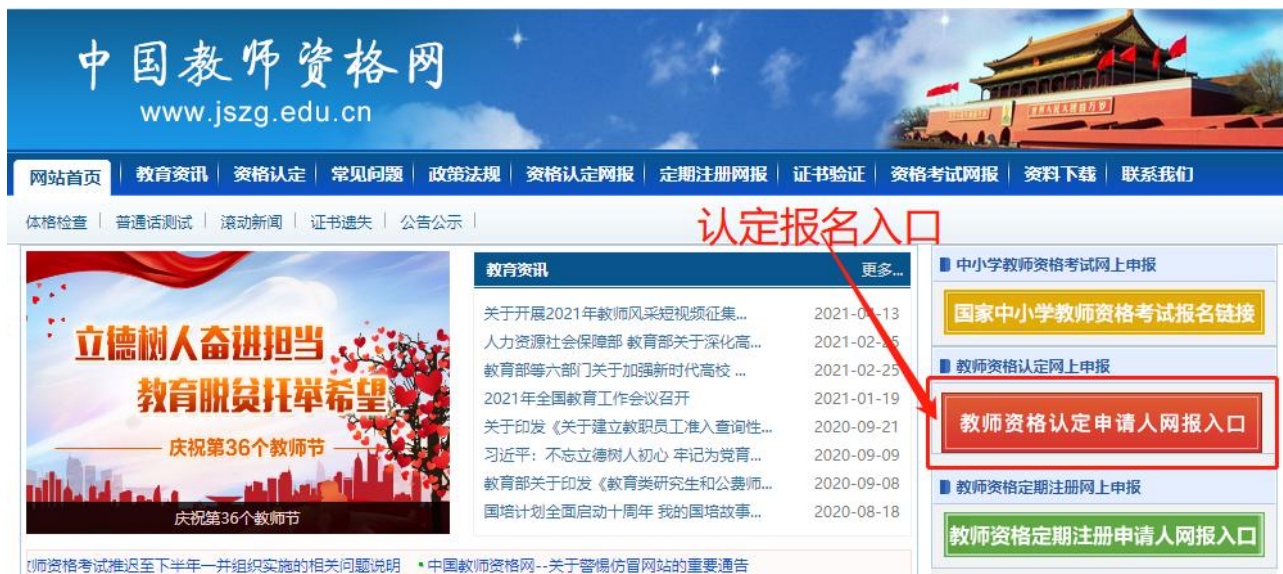 中国教师资格网
www.jszg.edu.cn
网站首页 教育资讯 资格认定 常见问题 政策法规 资格认定网报 定期注册网报 证书验证 资格考试网报 资料下载 联系我们
体格检查 普通话测试 滚动新闻 证书遗失 公告公示
认定报名入口
立德树人奋进担当
教育脱贫托举希望
庆祝第36个教师节
庆祝第36个教师节
教育资讯 更多...
关于开展2021年教师风采短视频征集... 2021-04-13
人力资源社会保障部 教育部关于深化高... 2021-02-25
教育部等六部门关于加强新时代高校 ... 2021-02-25
2021年全国教育工作会议召开 2021-01-19
关于印发《关于建立教职员工准入查询性... 2020-09-21
习近平：不忘立德树人初心 牢记为党育... 2020-09-09
教育部关于印发《教育类研究生和公费师... 2020-09-08
国培计划全面启动十周年 我的国培故事... 2020-08-18
中小学教师资格考试网上申报
国家中小学教师资格考试报名链接
教师资格认定网上申报
教师资格认定申请人网报入口
教师资格定期注册网上申报
教师资格定期注册申请人网报入口
师资格考试推迟至下半年一并组织实施的相关问题说明 •中国教师资格网--关于警惕仿冒网站的重要通告